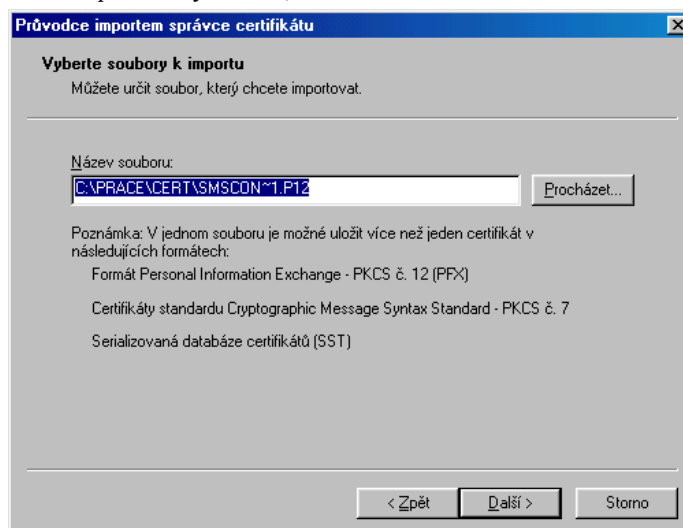 Průvodce importem správce certifikátu
Vyberte soubory k importu
Můžete určit soubor, který chcete importovat.
Název souboru:
C:\PRACE\CERT\SMSCON~1.P12
Procházet...
Poznámka: V jednom souboru je možné uložit více než jeden certifikát v
následujících formátech:
Formát Personal Information Exchange - PKCS č. 12 (PFX)
Certifikáty standardu Cryptographic Message Syntax Standard - PKCS č. 7
Serializovaná databáze certifikátů (SST)
< Zpět Další > Storno